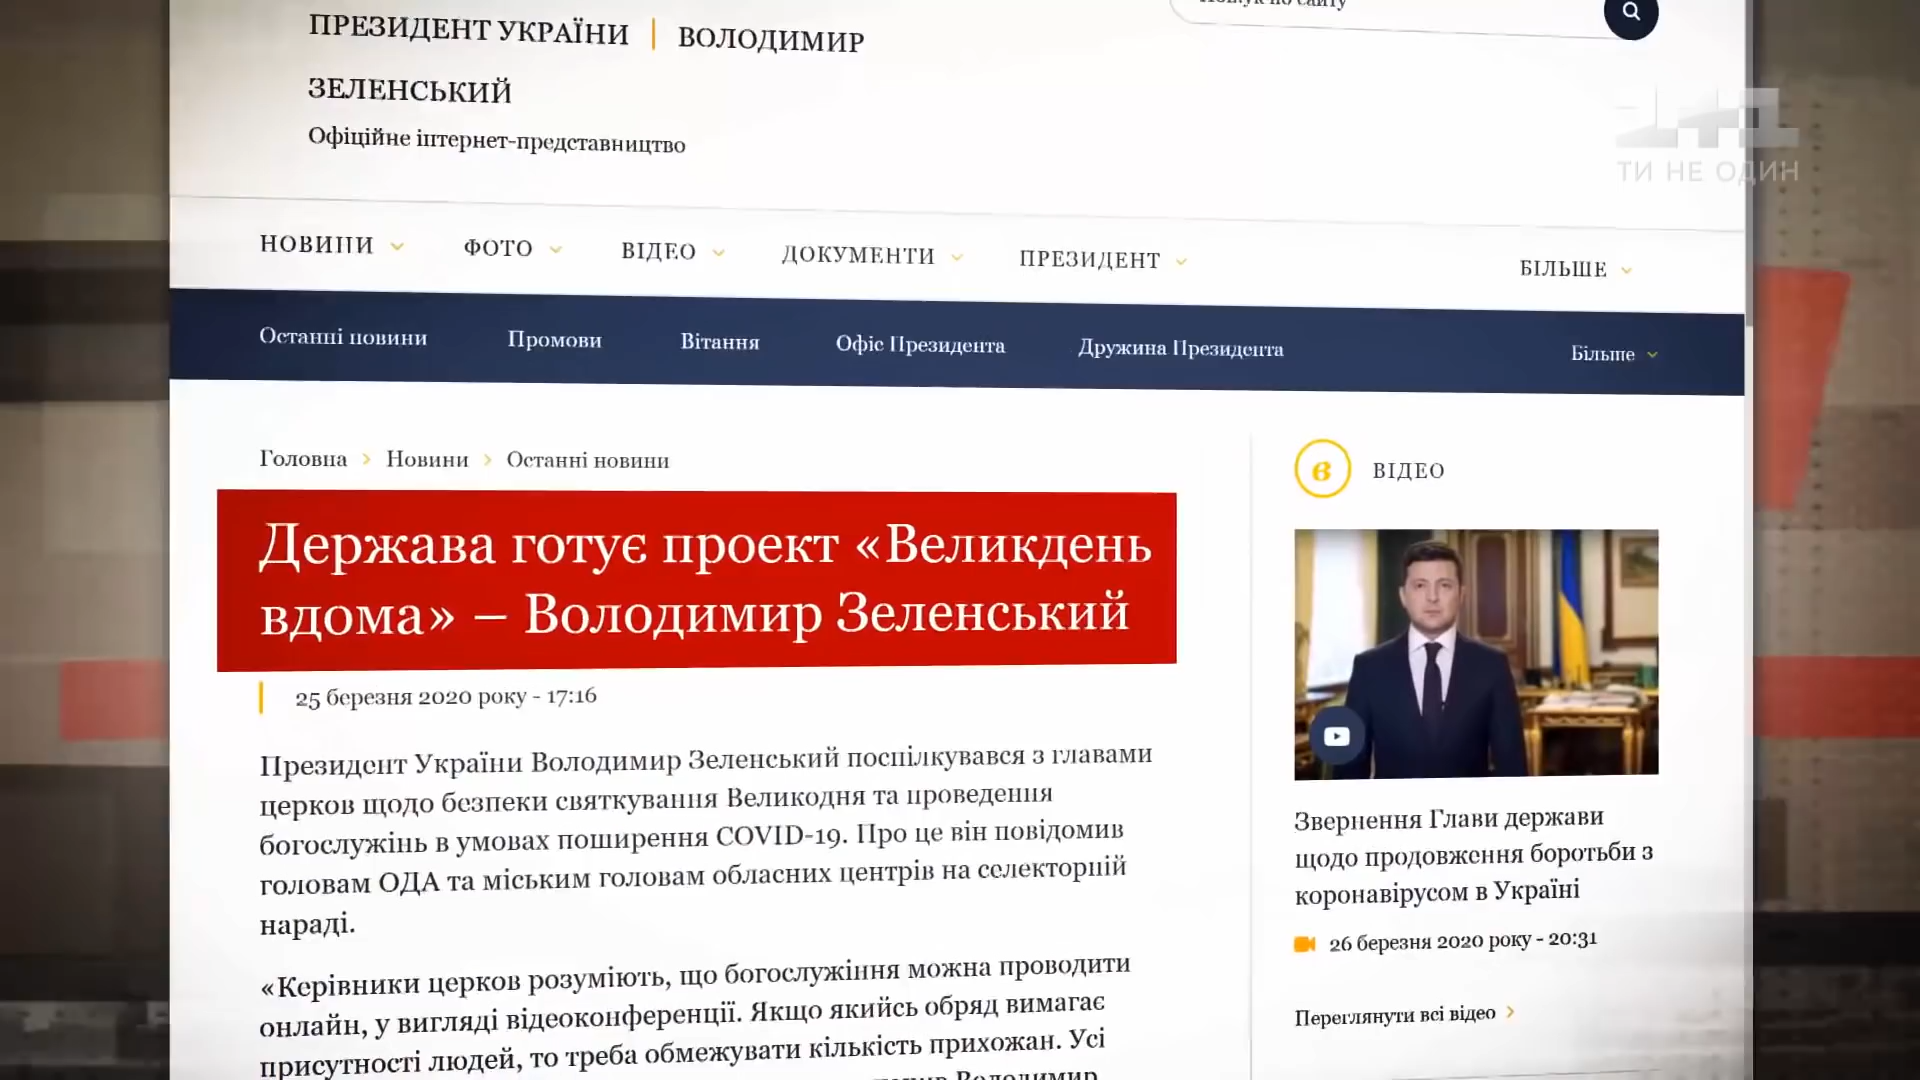 ПРЕЗИДЕНТ УКРАЇНИ | ВОЛОДИМИР
ЗЕЛЕНСЬКИЙ
Офіційне інтернет-представництво
1+1
ТИ НЕ ОДИН
НОВИНИ ФОТО ВІДЕО ДОКУМЕНТИ ПРЕЗИДЕНТ БІЛЬШЕ
Останні новини Промови Вітання Офіс Президента Дружина Президента Більше
Головна > Новини > Останні новини
Держава готує проект «Великдень
вдома» – Володимир Зеленський
25 березня 2020 року - 17:16
Президент України Володимир Зеленський поспілкувався з главами
церков щодо безпеки святкування Великодня та проведення
богослужінь в умовах поширення COVID-19. Про це він повідомив
головам ОДА та міським головам обласних центрів на селекторній
нараді.
«Керівники церков розуміють, що богослужіння можна проводити
онлайн, у вигляді відеоконференції. Якщо якийсь обряд вимагає
присутності людей, то треба обмежувати кількість прихожан. Усі
в ВІДЕО
Звернення Глави держави
щодо продовження боротьби з
коронавірусом в Україні
26 березня 2020 року - 20:31
Переглянути всі відео >